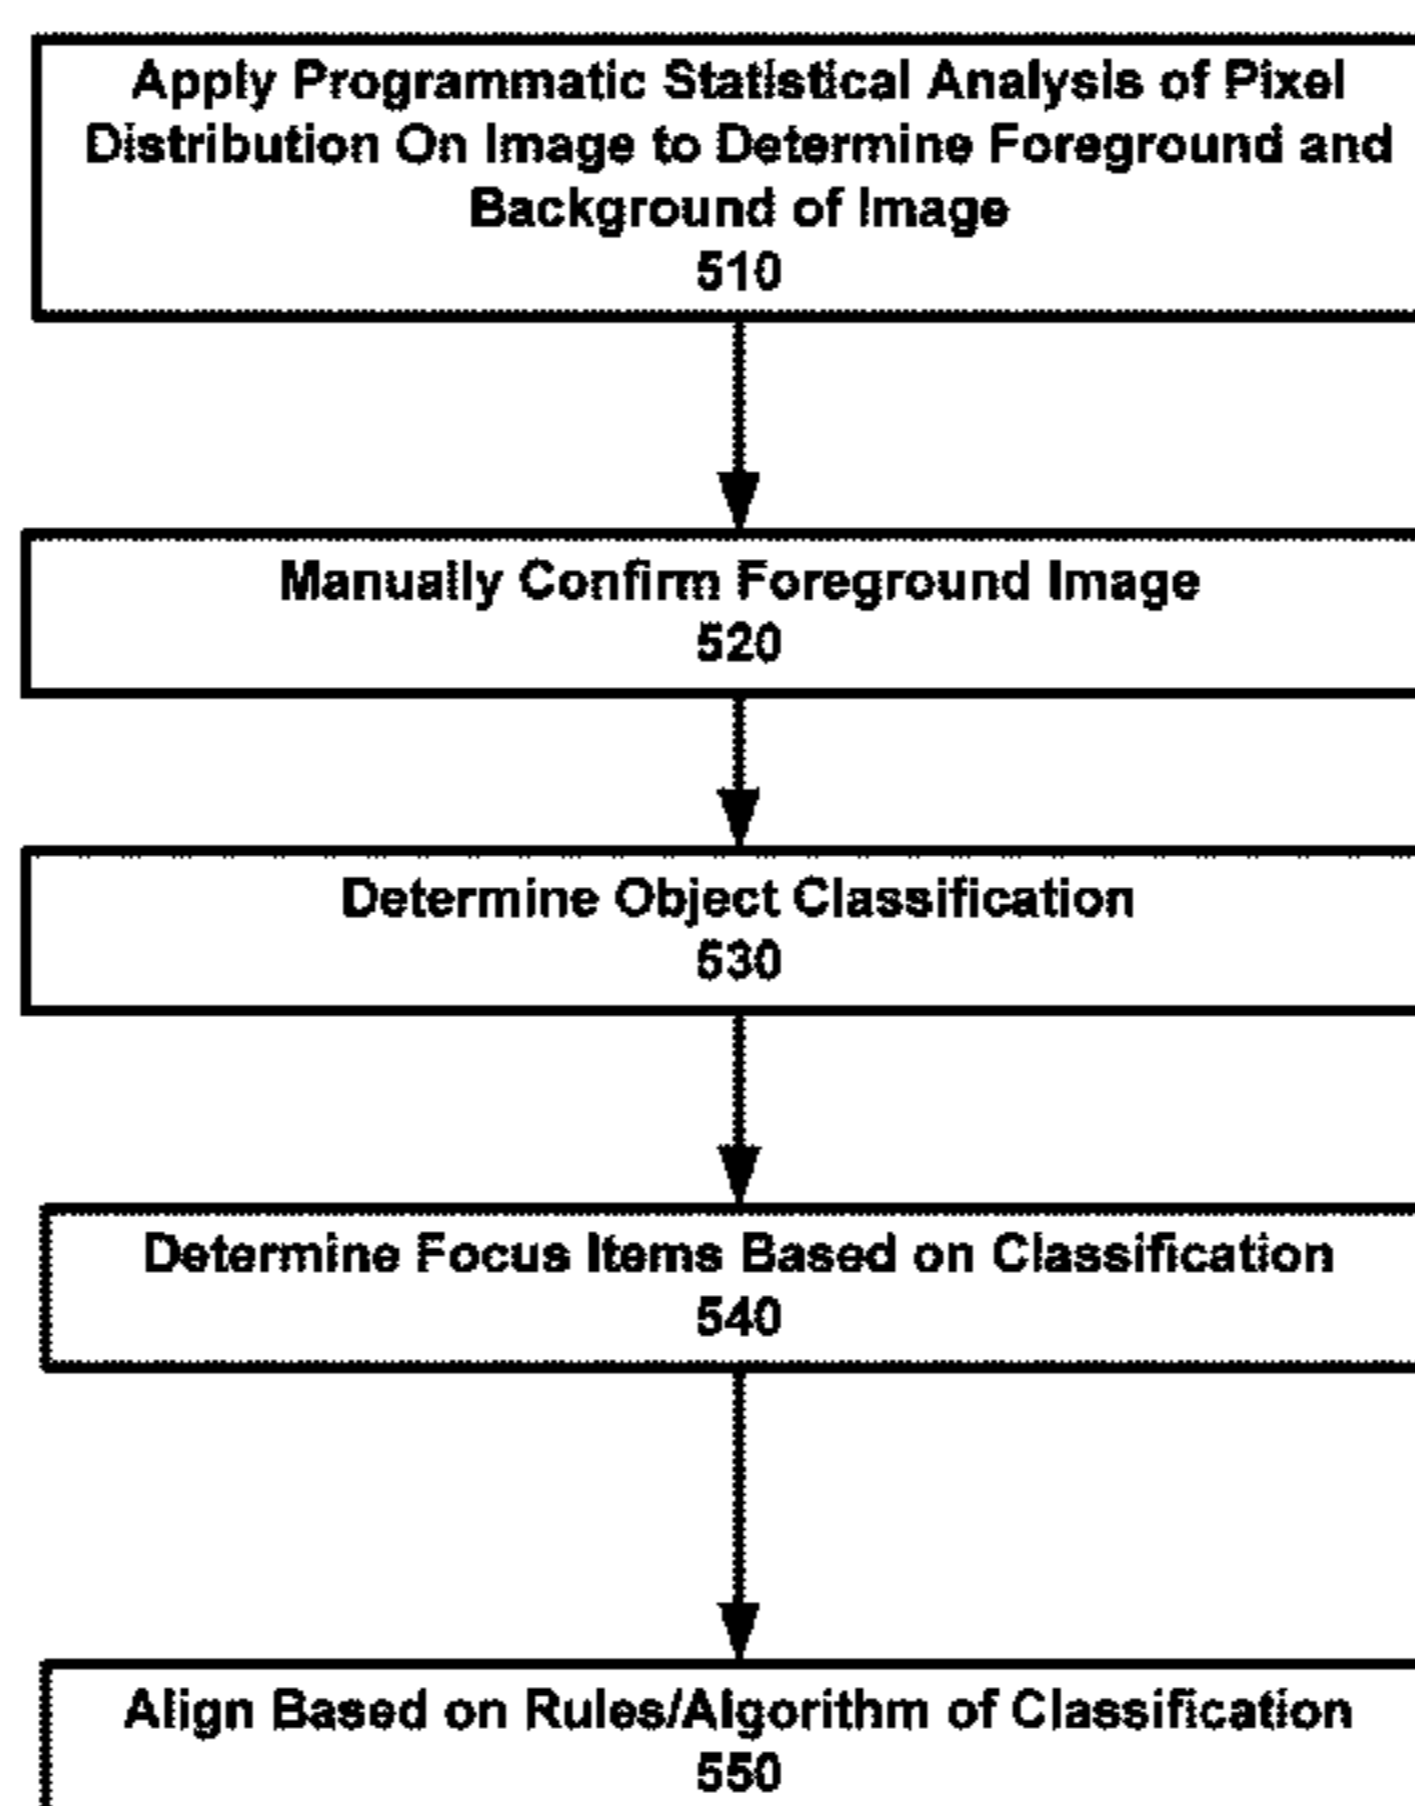 Apply Programmatic Statistical Analysis of Pixel
Distribution On Image to Determine Foreground and
Background of Image
510
Manually Confirm Foreground Image
520
Determine Object Classification
530
Determine Focus Items Based on Classification
540
Align Based on Rules/Algorithm of Classification
550